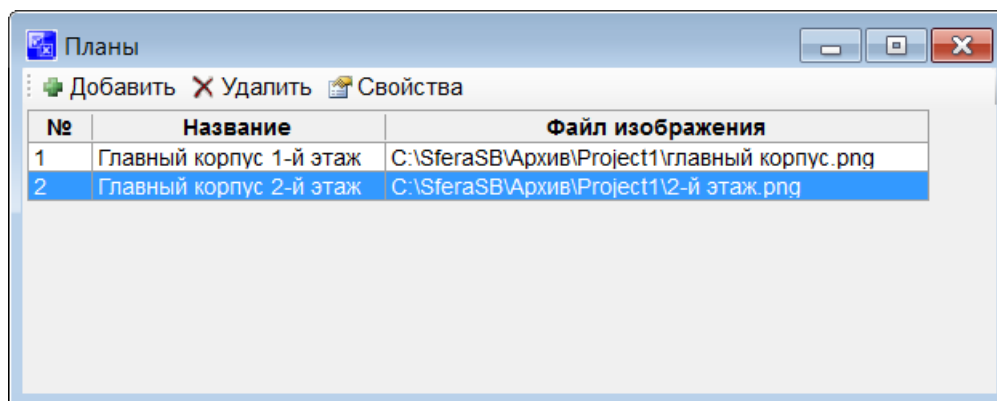 Планы
Добавить Удалить Свойства
№ Название Файл изображения
1 Главный корпус 1-й этаж C:\SferaSB\Архив\Project1\главный корпус.png
2 Главный корпус 2-й этаж C:\SferaSB\Архив\Project1\2-й этаж.png